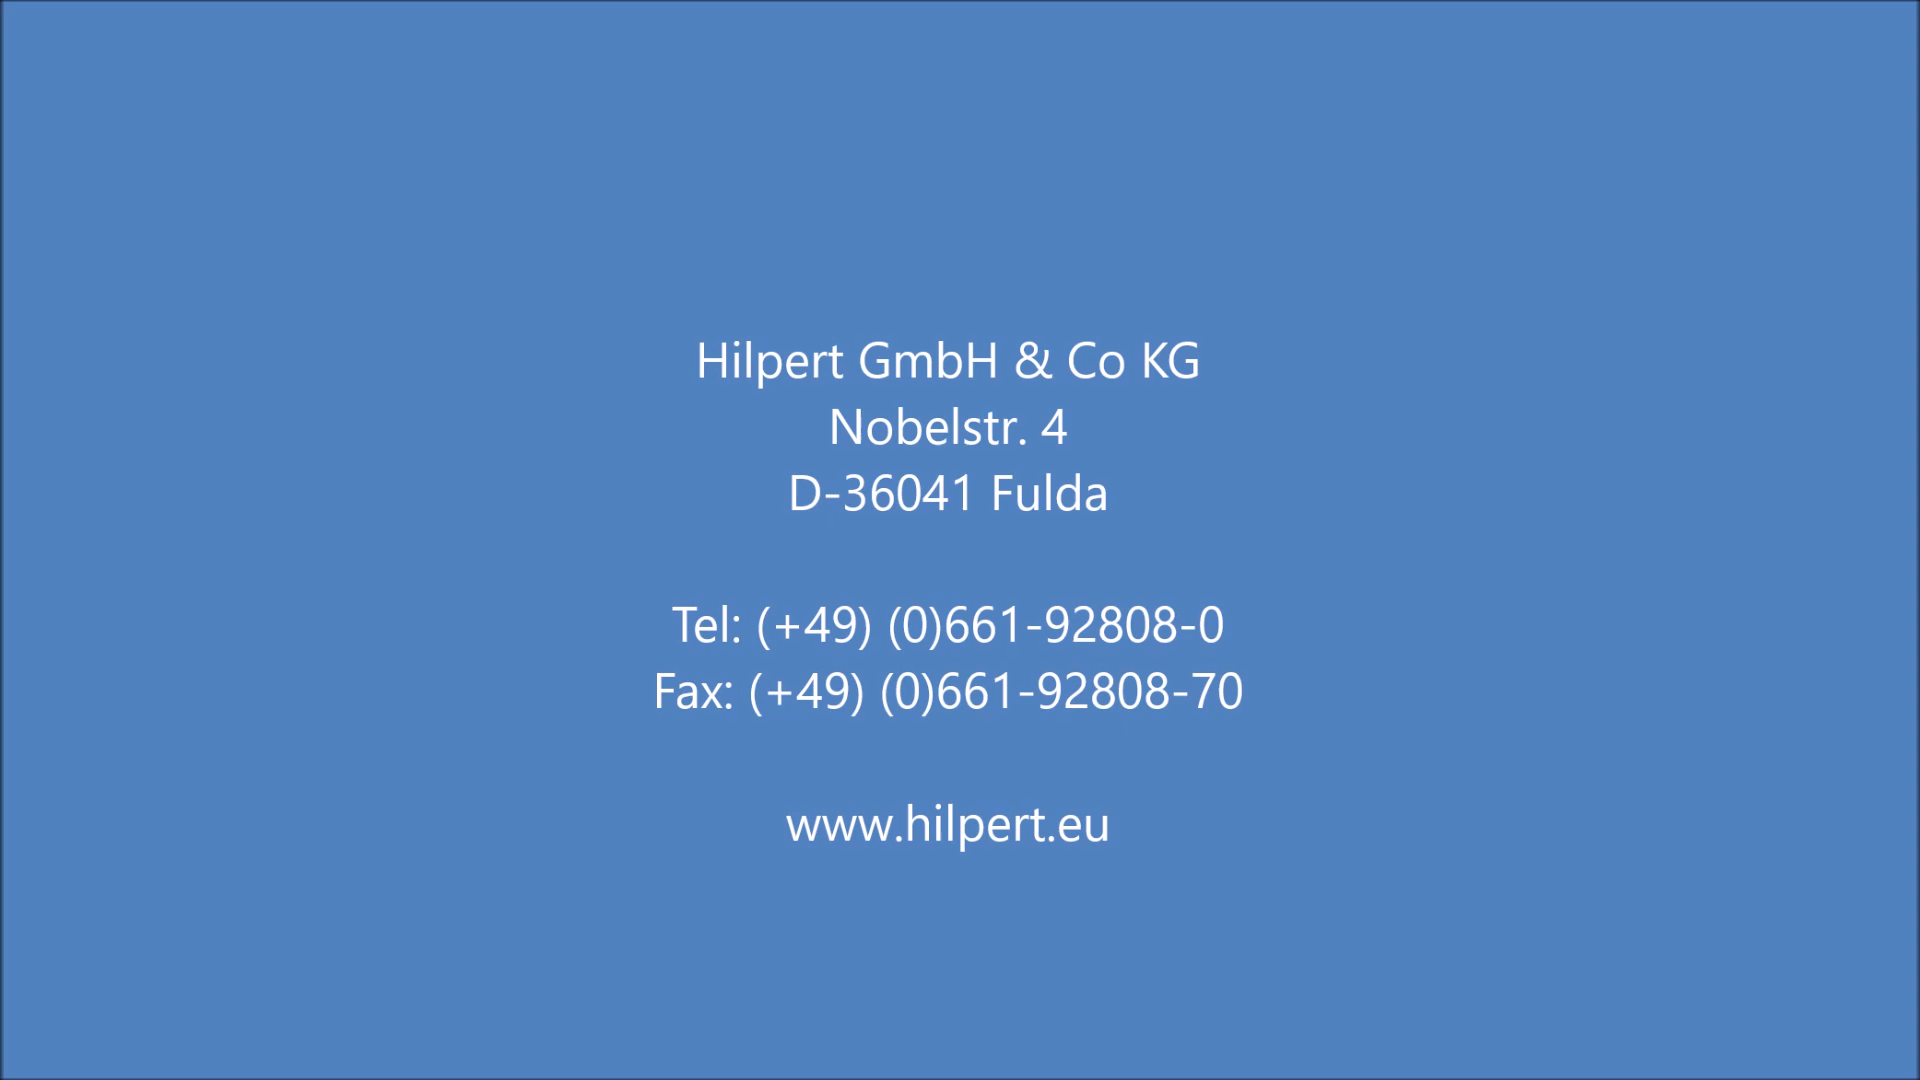 Hilpert GmbH & Co KG
Nobelstr. 4
D-36041 Fulda
Tel: (+49) (0)661-92808-0
Fax: (+49) (0)661-92808-70
www.hilpert.eu